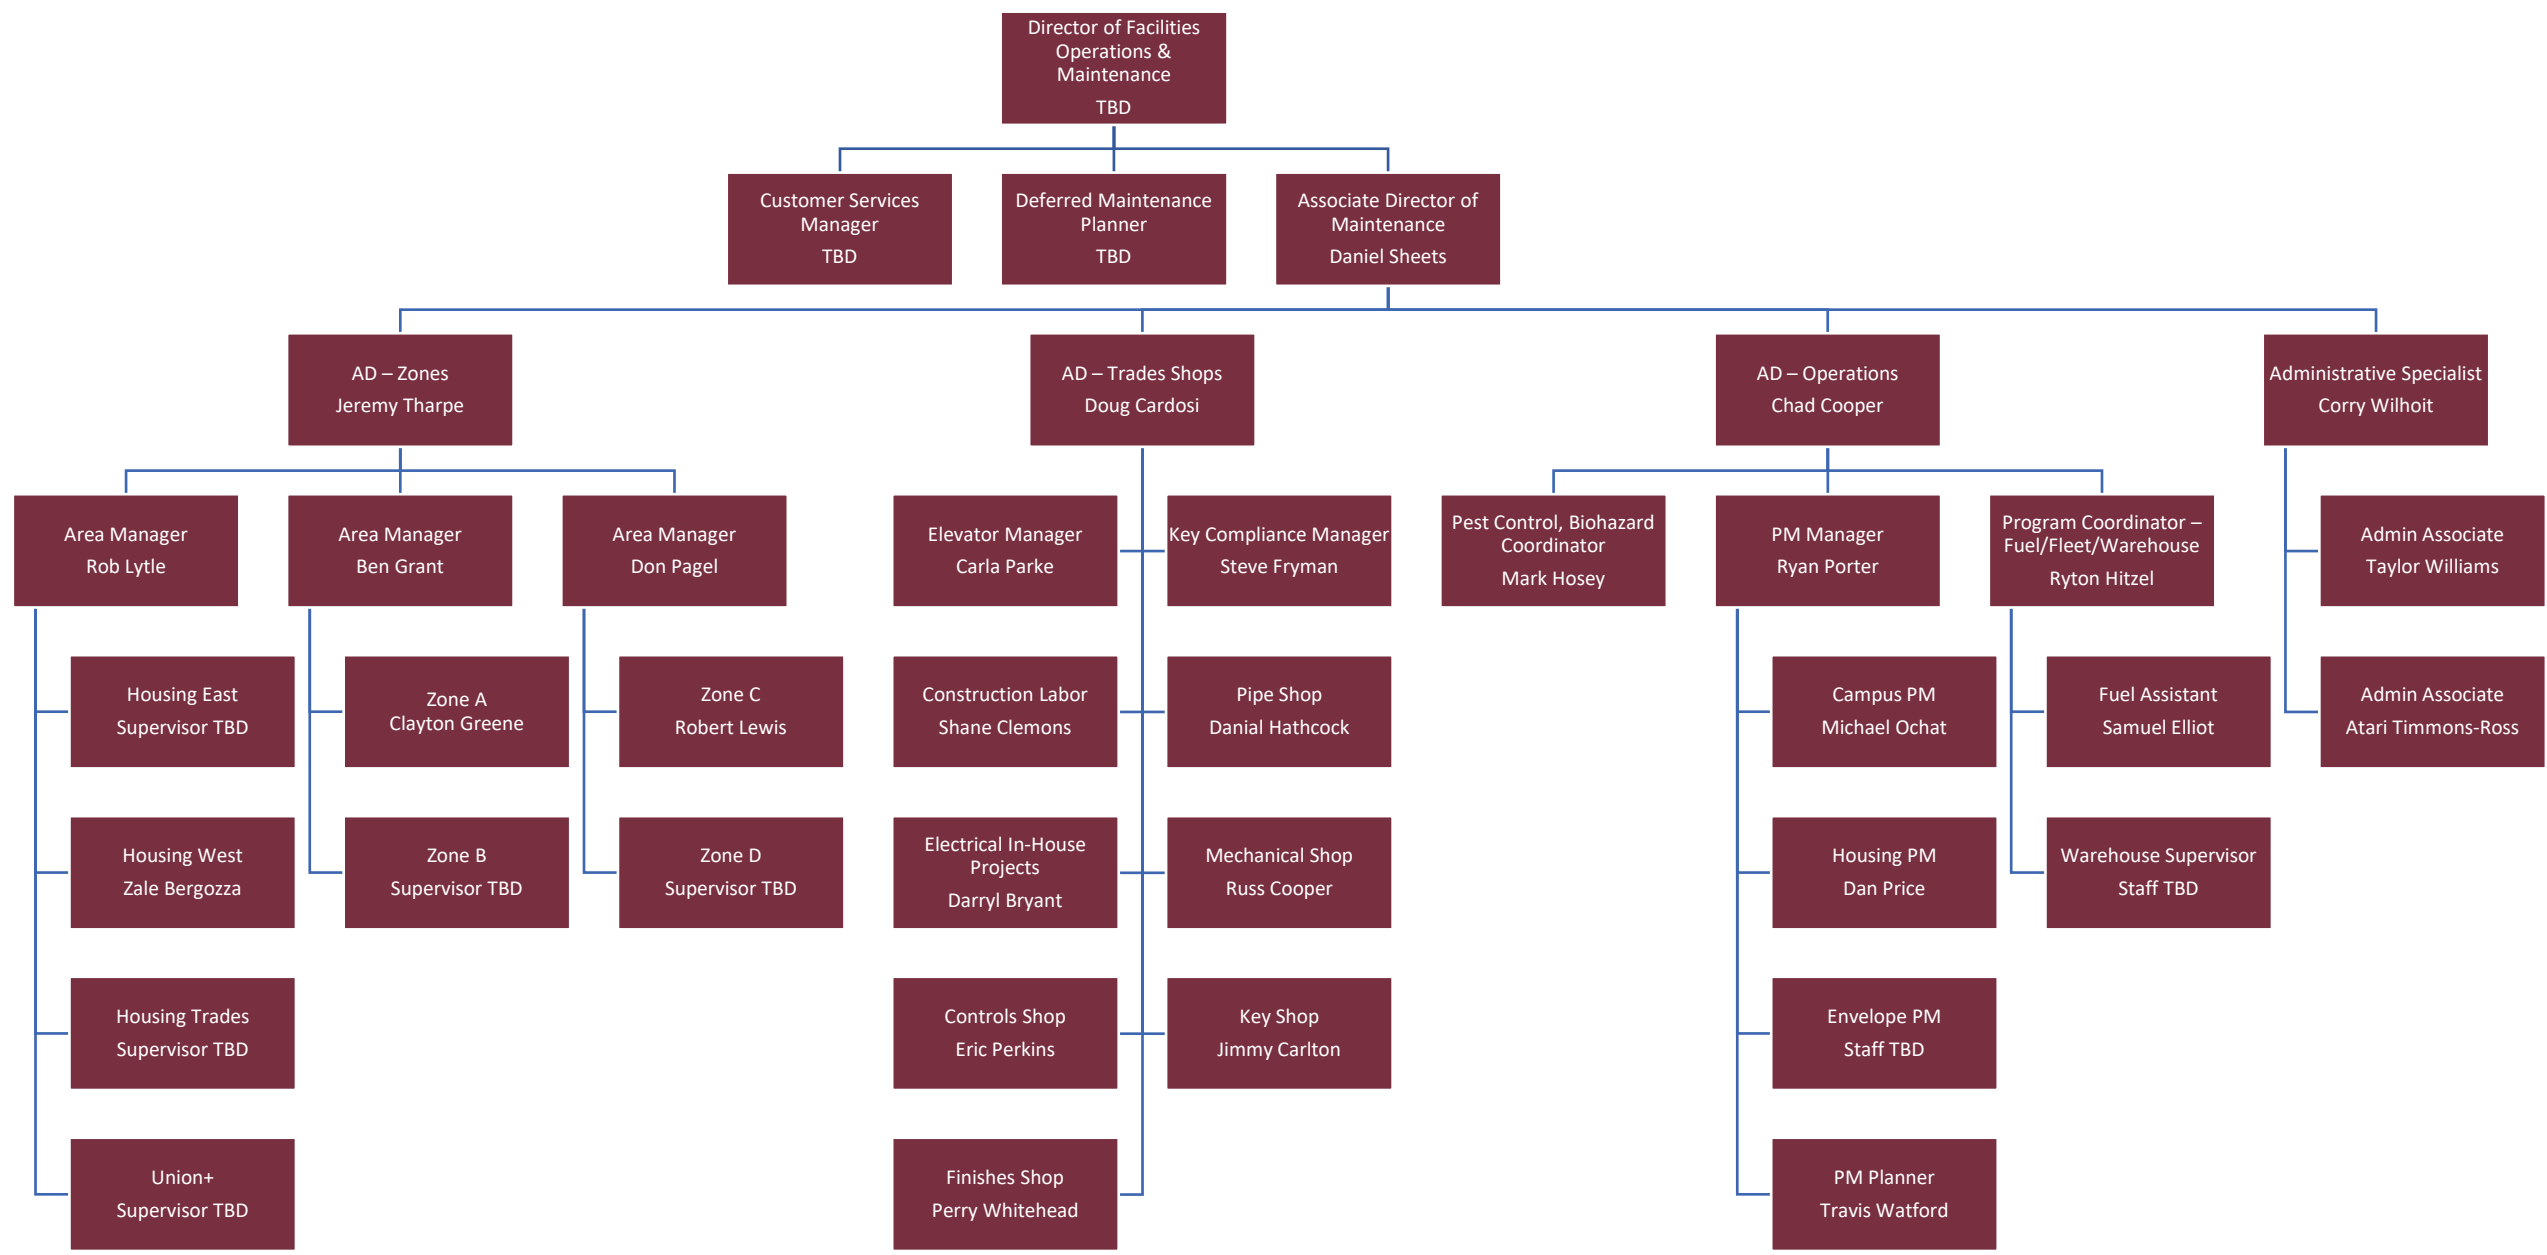 Director of Facilities
Operations &
Maintenance
TBD
Customer Services
Manager
TBD
Deferred Maintenance
Planner
TBD
Associate Director of
Maintenance
Daniel Sheets
AD – Zones
Jeremy Tharpe
AD – Trades Shops
Doug Cardosi
AD – Operations
Chad Cooper
Administrative Specialist
Corry Wilhoit
Area Manager
Rob Lytle
Area Manager
Ben Grant
Area Manager
Don Pagel
Elevator Manager
Carla Parke
Key Compliance Manager
Steve Fryman
Pest Control, Biohazard
Coordinator
Mark Hosey
PM Manager
Ryan Porter
Program Coordinator –
Fuel/Fleet/Warehouse
Ryton Hitzel
Admin Associate
Taylor Williams
Housing East
Supervisor TBD
Zone A
Clayton Greene
Zone C
Robert Lewis
Construction Labor
Shane Clemons
Pipe Shop
Danial Hathcock
Campus PM
Michael Ochat
Fuel Assistant
Samuel Elliot
Admin Associate
Atari Timmons-Ross
Housing West
Zale Bergozza
Zone B
Supervisor TBD
Zone D
Supervisor TBD
Electrical In-House
Projects
Darryl Bryant
Mechanical Shop
Russ Cooper
Housing PM
Dan Price
Warehouse Supervisor
Staff TBD
Housing Trades
Supervisor TBD
Controls Shop
Eric Perkins
Key Shop
Jimmy Carlton
Envelope PM
Staff TBD
Union+
Supervisor TBD
Finishes Shop
Perry Whitehead
PM Planner
Travis Watford